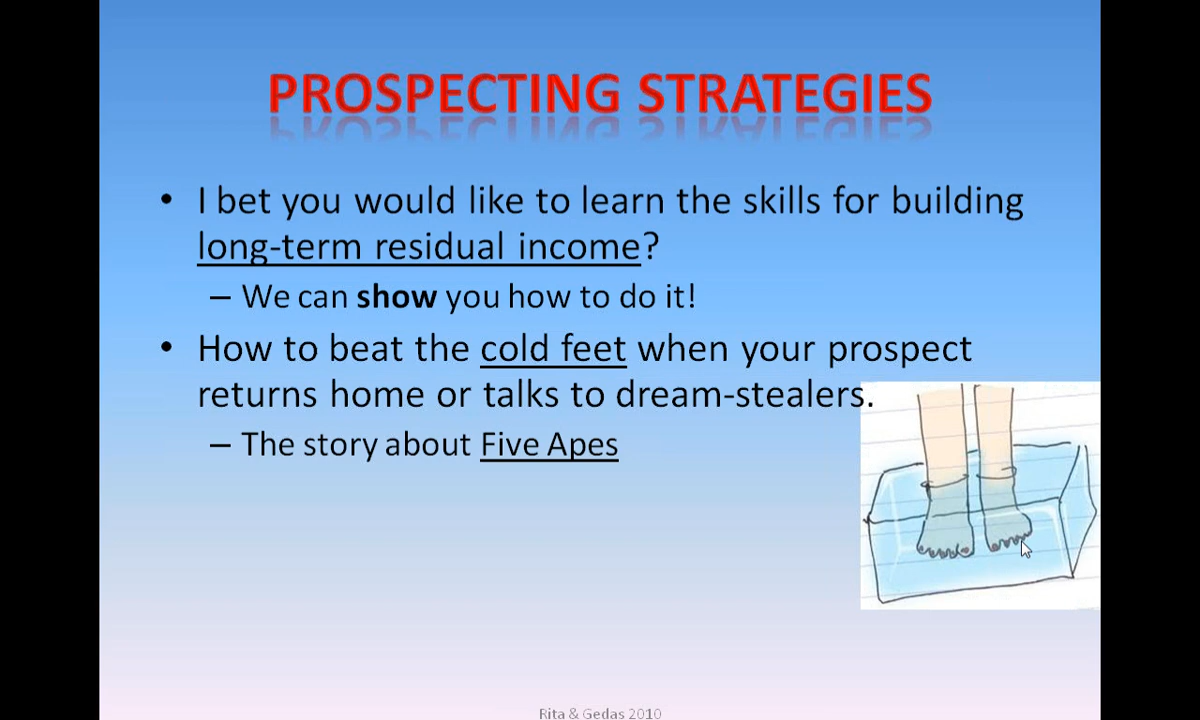 PROSPECTING STRATEGIES
• I bet you would like to learn the skills for building
long-term residual income?
– We can show you how to do it!
• How to beat the cold feet when your prospect
returns home or talks to dream-stealers.
– The story about Five Apes
Rita & Gedas 2010